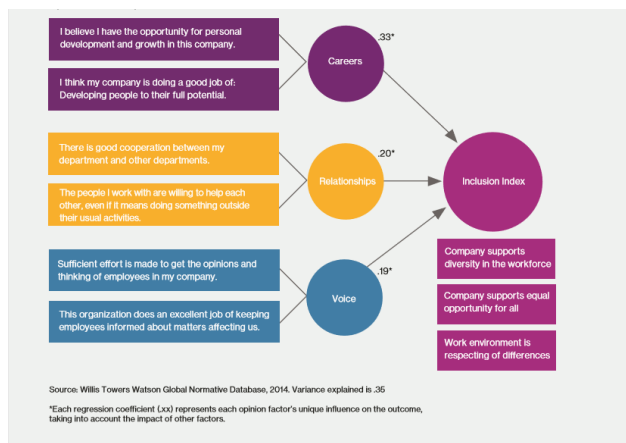 I believe I have the opportunity for personal
development and growth in this company.
I think my company is doing a good job of:
Developing people to their full potential.
Careers
.33*
There is good cooperation between my
department and other departments.
The people I work with are willing to help each
other, even if it means doing something outside
their usual activities.
Relationships
.20*
Inclusion Index
Sufficient effort is made to get the opinions and
thinking of employees in my company.
This organization does an excellent job of keeping
employees informed about matters affecting us.
Voice
.19*
Company supports
diversity in the workforce
Company supports equal
opportunity for all
Work environment is
respecting of differences
Source: Willis Towers Watson Global Normative Database, 2014. Variance explained is .35
*Each regression coefficient (.xx) represents each opinion factor's unique influence on the outcome,
taking into account the impact of other factors.